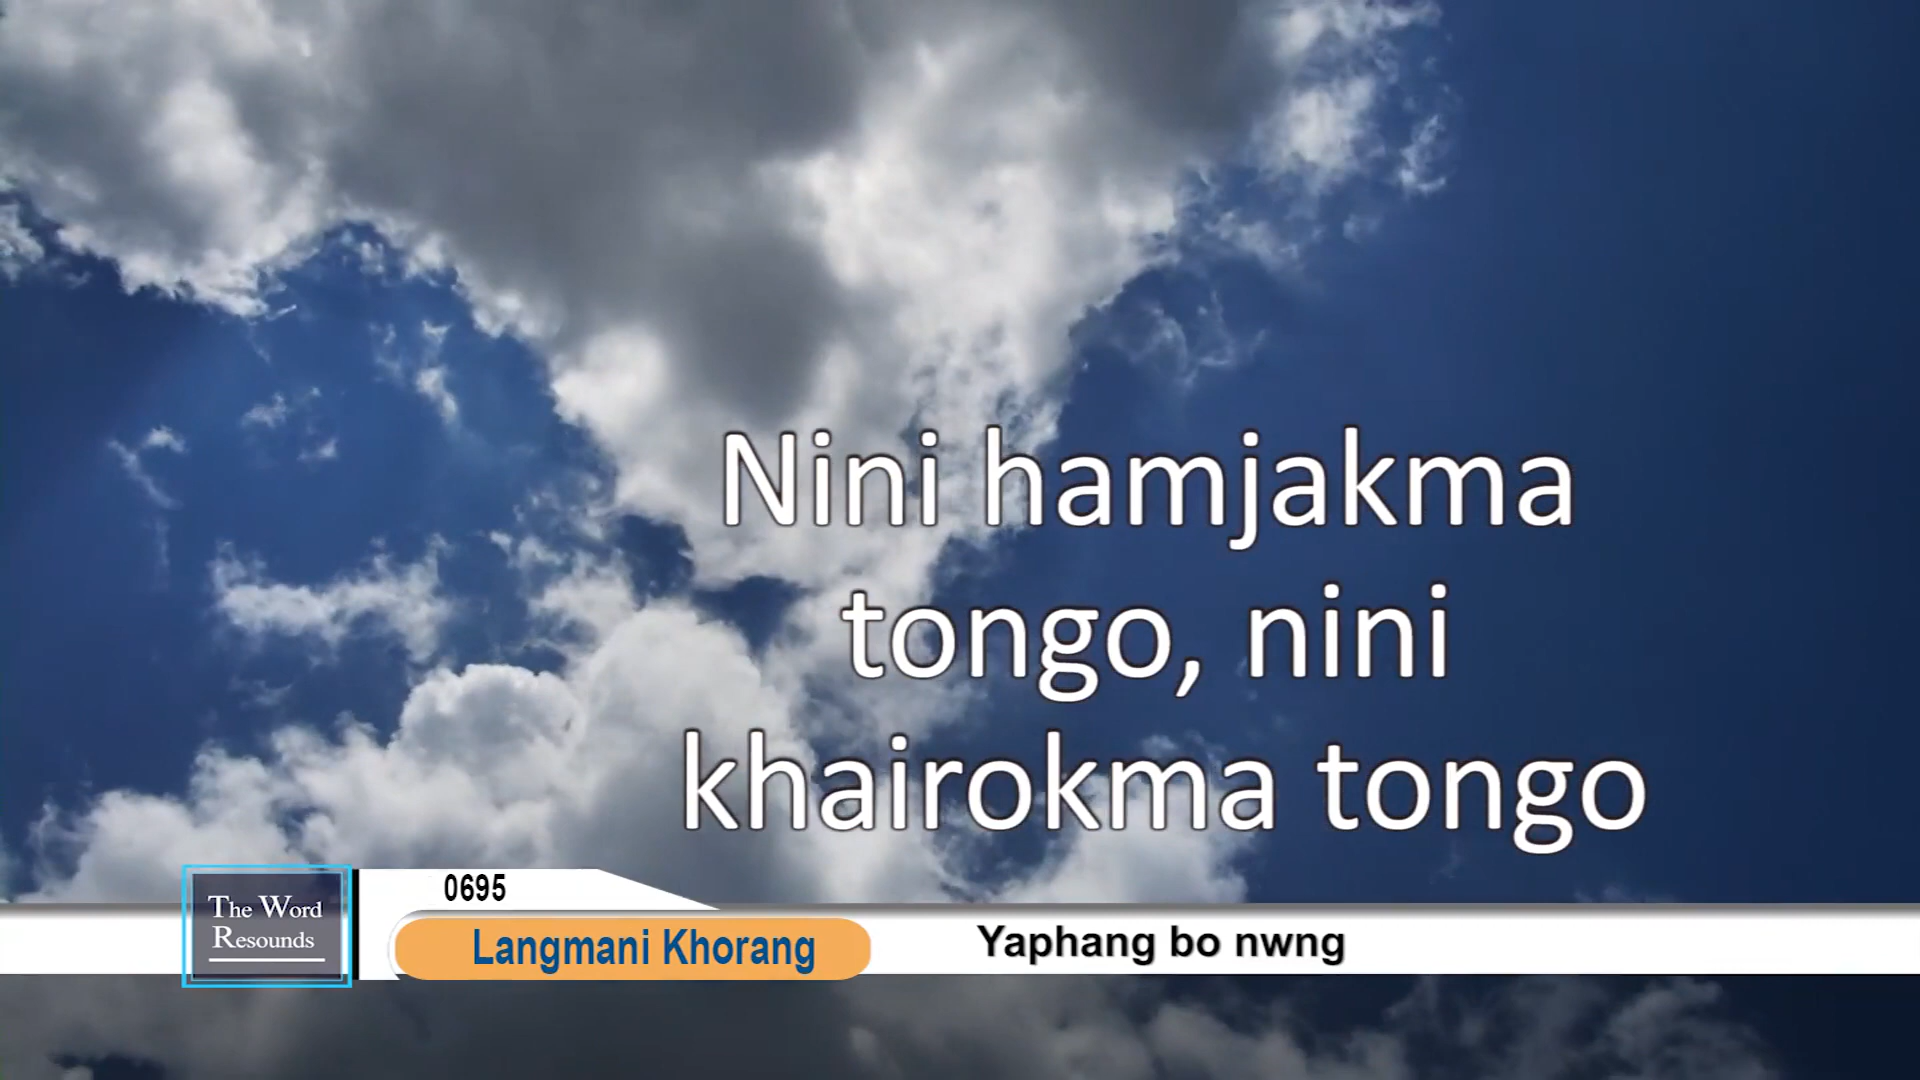 Nini hamjakma
tongo, nini
khairokma tongo
0695
The Word
Resounds
Langmani Khorang
Yaphang bo nwng